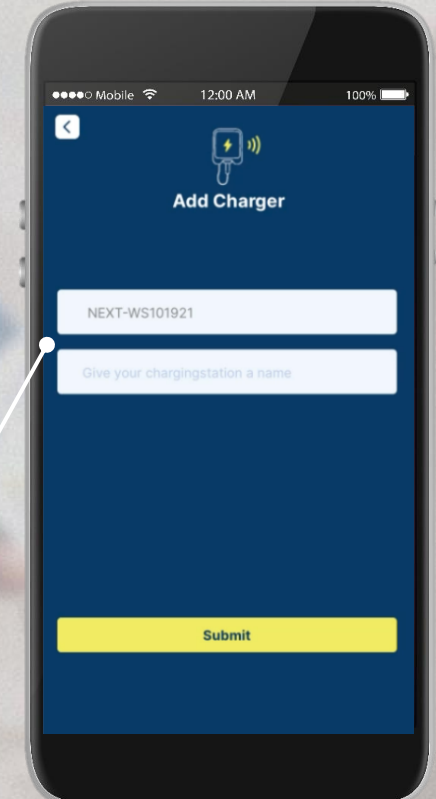 Mobile 12:00 AM 100%
Add Charger
NEXT-WS101921
Give your chargingstation a name
Submit